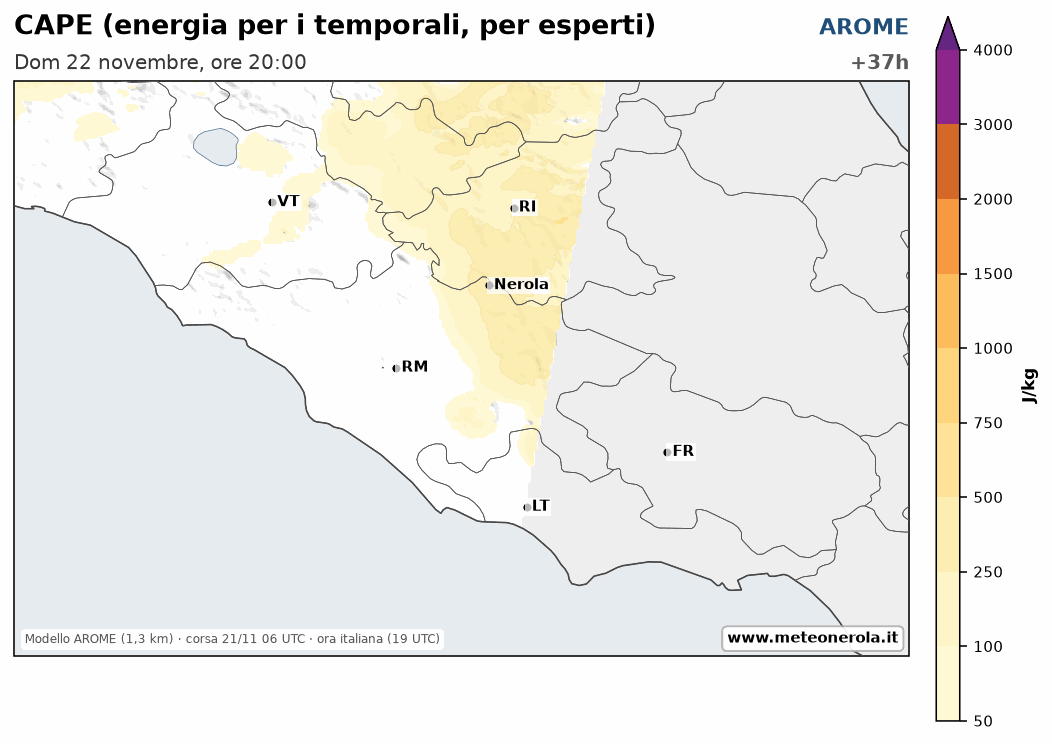 CAPE (energia per i temporali, per esperti)
AROME
Dom 22 novembre, ore 20:00
+37h
VT
RI
Nerola
RM
FR
LT
4000
3000
2000
1500
1000
750
500
250
100
50
J/kg
Modello AROME (1,3 km) · corsa 21/11 06 UTC · ora italiana (19 UTC)
www.meteonerola.it